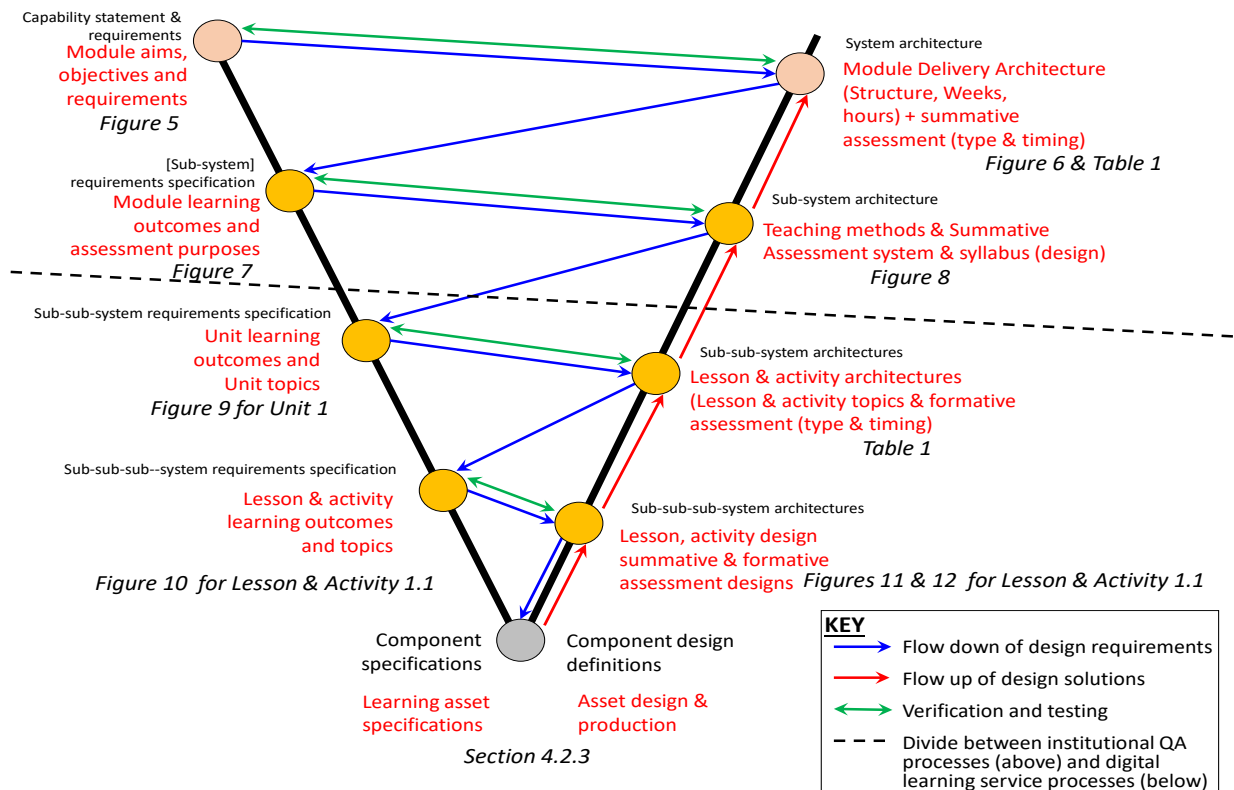 Capability statement &
requirements
Module aims,
objectives and
requirements
Figure 5
System architecture
Module Delivery Architecture
(Structure, Weeks,
hours) + summative
assessment (type & timing)
Figure 6 & Table 1
[Sub-system]
requirements specification
Module learning
outcomes and
assessment purposes
Figure 7
Sub-system architecture
Teaching methods & Summative
Assessment system & syllabus (design)
Figure 8
Sub-sub-system requirements specification
Unit learning
outcomes and
Unit topics
Figure 9 for Unit 1
Sub-sub-system architectures
Lesson & activity architectures
(Lesson & activity topics & formative
assessment (type & timing)
Table 1
Sub-sub-sub--system requirements specification
Lesson & activity
learning outcomes
and topics
Figure 10 for Lesson & Activity 1.1
Sub-sub-sub-system architectures
Lesson, activity design
summative & formative
assessment designs
Figures 11 & 12 for Lesson & Activity 1.1
Component
specifications
Learning asset
specifications
Component design
definitions
Asset design &
production
Section 4.2.3
KEY
Flow down of design requirements
Flow up of design solutions
Verification and testing
Divide between institutional QA
processes (above) and digital
learning service processes (below)